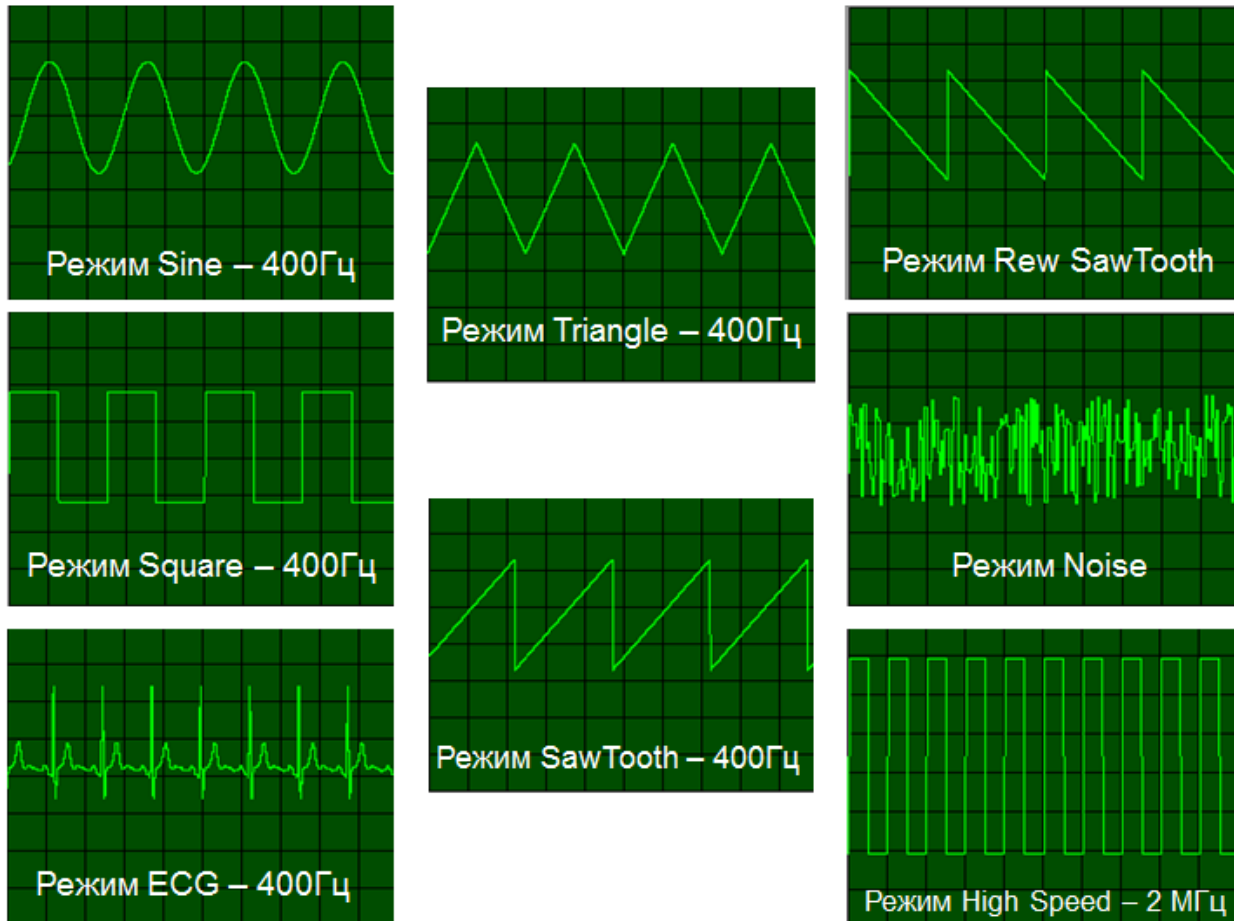 Режим Sine – 400Гц
Режим Triangle – 400Гц
Режим Rew SawTooth
Режим Square – 400Гц
Режим Noise
Режим SawTooth – 400Гц
Режим ECG – 400Гц
Режим High Speed – 2 МГц